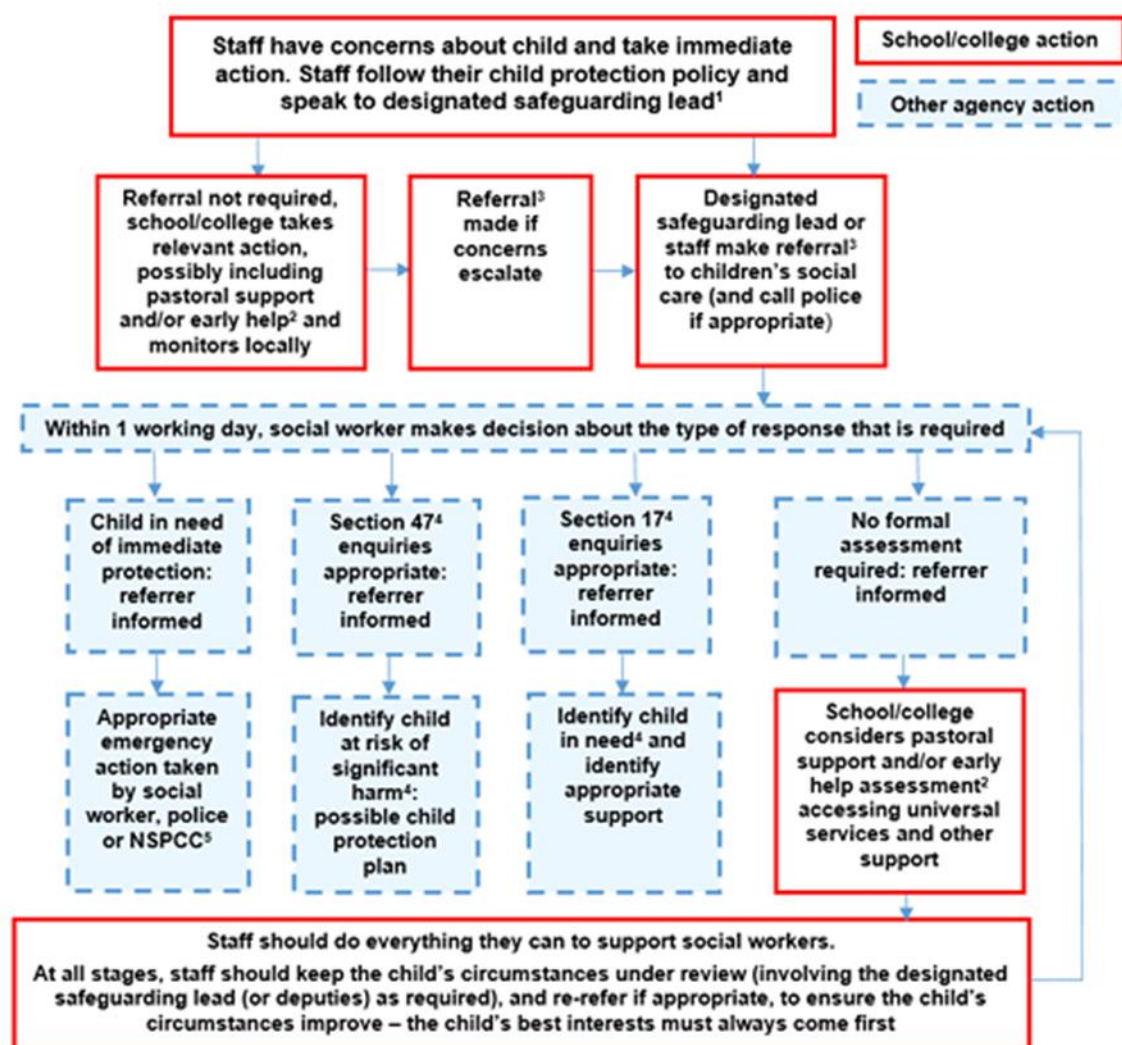 Staff have concerns about child and take immediate
action. Staff follow their child protection policy and
speak to designated safeguarding lead¹
School/college action
Other agency action
Referral not required,
school/college takes
relevant action,
possibly including
pastoral support
and/or early help² and
monitors locally
Referral³
made if
concerns
escalate
Designated
safeguarding lead or
staff make referral³
to children's social
care (and call police
if appropriate)
Within 1 working day, social worker makes decision about the type of response that is required
Child in need
of immediate
protection:
referrer
informed
Section 47⁴
enquiries
appropriate:
referrer
informed
Section 17⁴
enquiries
appropriate:
referrer
informed
No formal
assessment
required: referrer
informed
Appropriate
emergency
action taken
by social
worker, police
or NSPCC⁵
Identify child
at risk of
significant
harm⁴:
possible child
protection
plan
Identify child
in need⁴ and
identify
appropriate
support
School/college
considers pastoral
support and/or early
help assessment²
accessing universal
services and other
support
Staff should do everything they can to support social workers.
At all stages, staff should keep the child's circumstances under review (involving the designated
safeguarding lead (or deputies) as required), and re-refer if appropriate, to ensure the child's
circumstances improve – the child's best interests must always come first